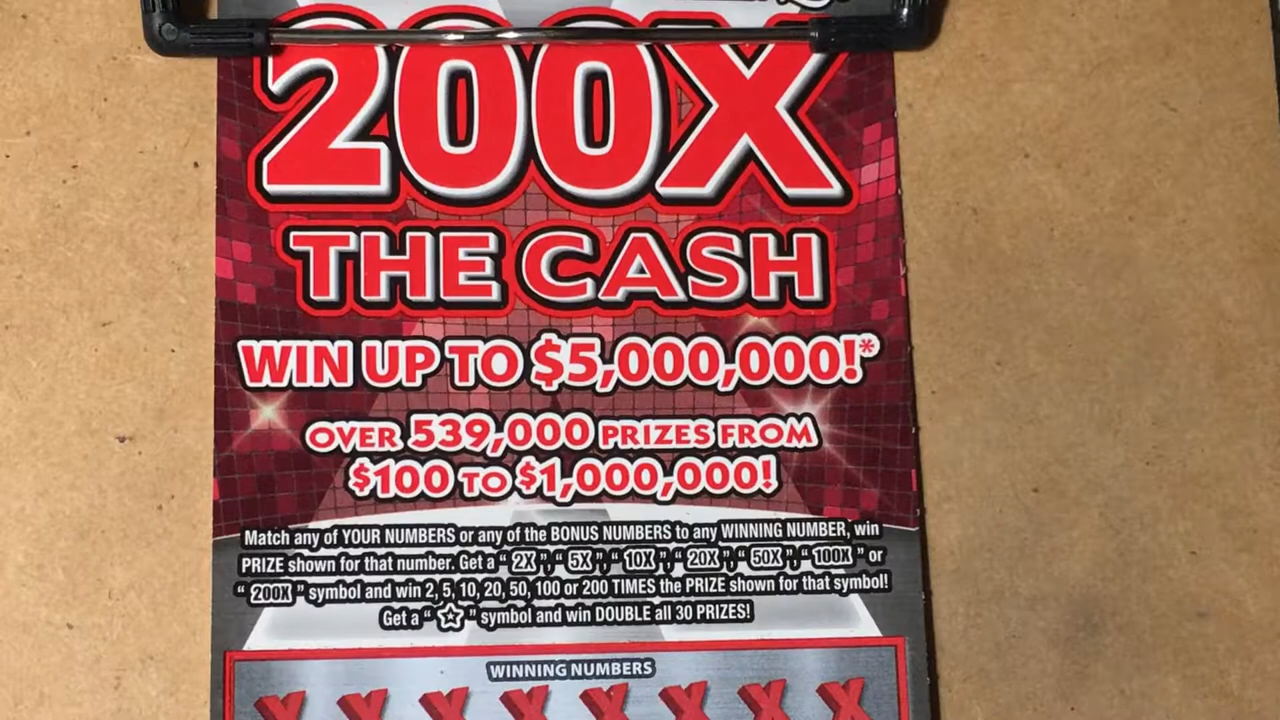 200X
THE CASH
WIN UP TO $5,000,000!*
OVER 539,000 PRIZES FROM
$100 TO $1,000,000!
Match any of YOUR NUMBERS or any of the BONUS NUMBERS to any WINNING NUMBER, win
PRIZE shown for that number. Get a “ 2X ”, “ 5X ”, “ 10X ”, “ 20X ”, “ 50X ”, “ 100X ” or
“ 200X ” symbol and win 2, 5, 10, 20, 50, 100 or 200 TIMES the PRIZE shown for that symbol!
Get a “ ☆ ” symbol and win DOUBLE all 30 PRIZES!
WINNING NUMBERS
X X X X X X X X